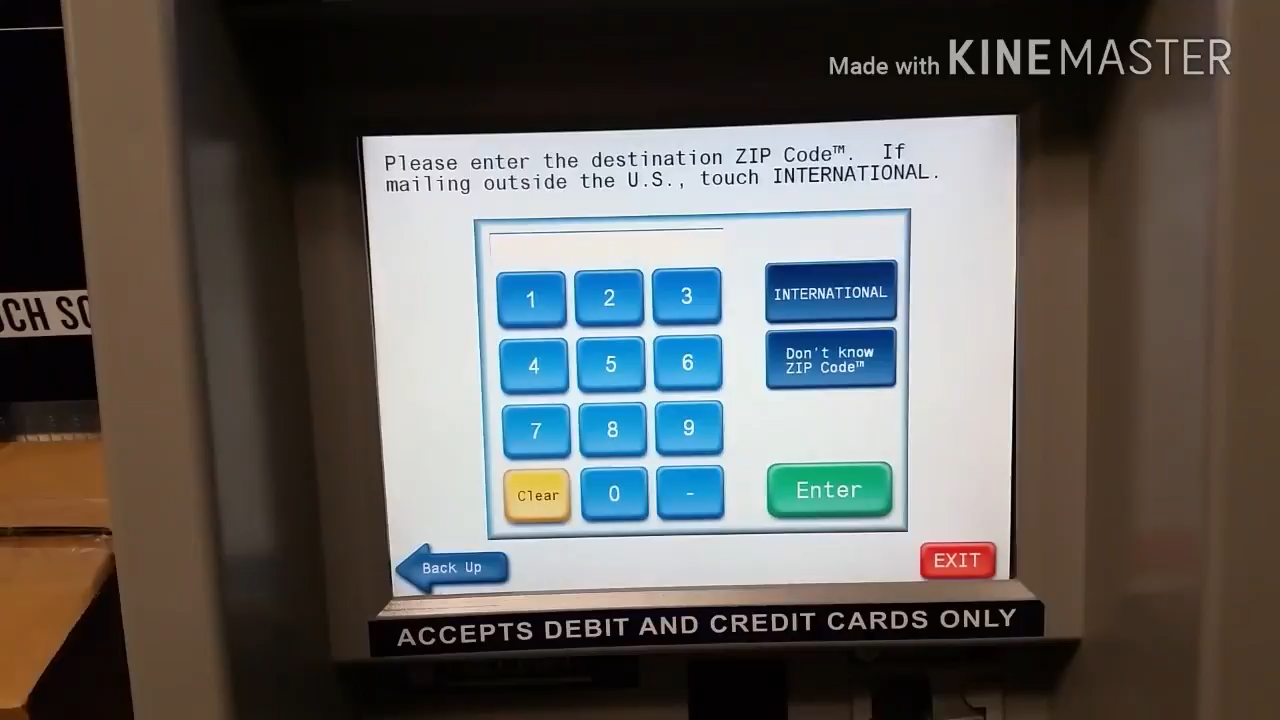 Made with KINEMASTER
Please enter the destination ZIP Code™. If
mailing outside the U.S., touch INTERNATIONAL.
1 2 3
INTERNATIONAL
4 5 6
Don't know
ZIP Code™
7 8 9
Clear 0 -
Enter
Back Up
EXIT
ACCEPTS DEBIT AND CREDIT CARDS ONLY